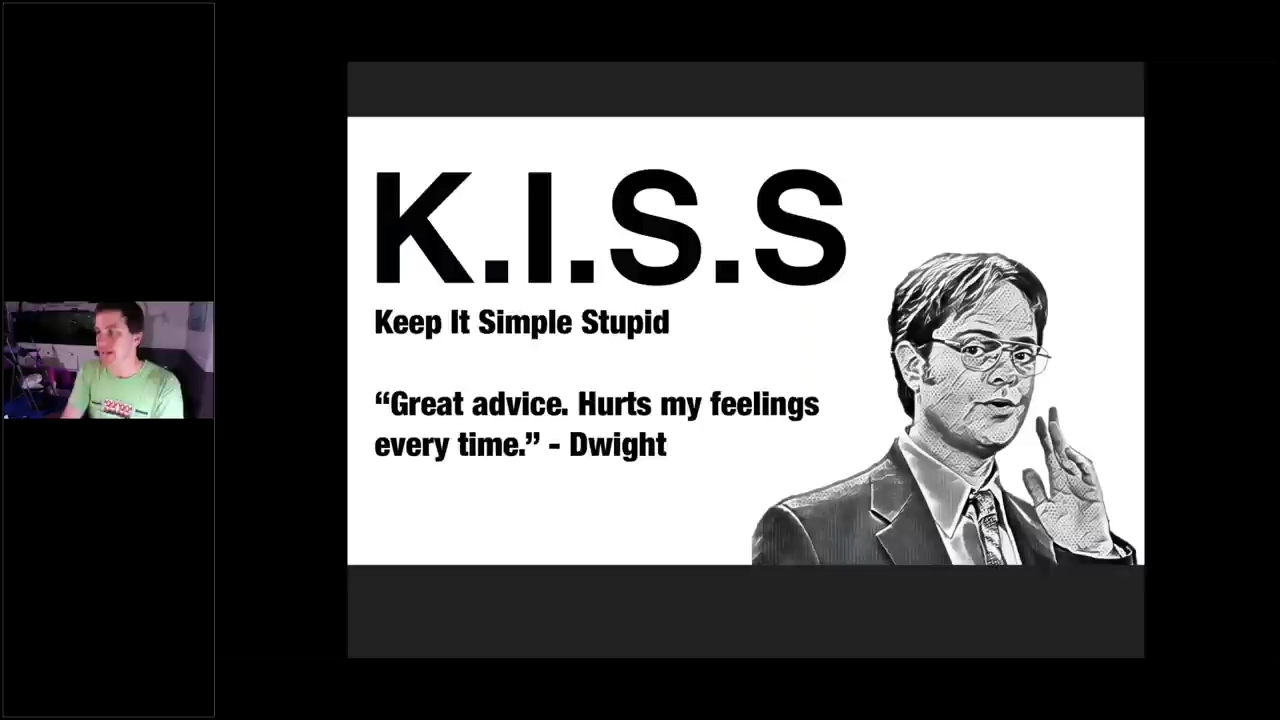 K.I.S.S
Keep It Simple Stupid
“Great advice. Hurts my feelings
every time.” - Dwight